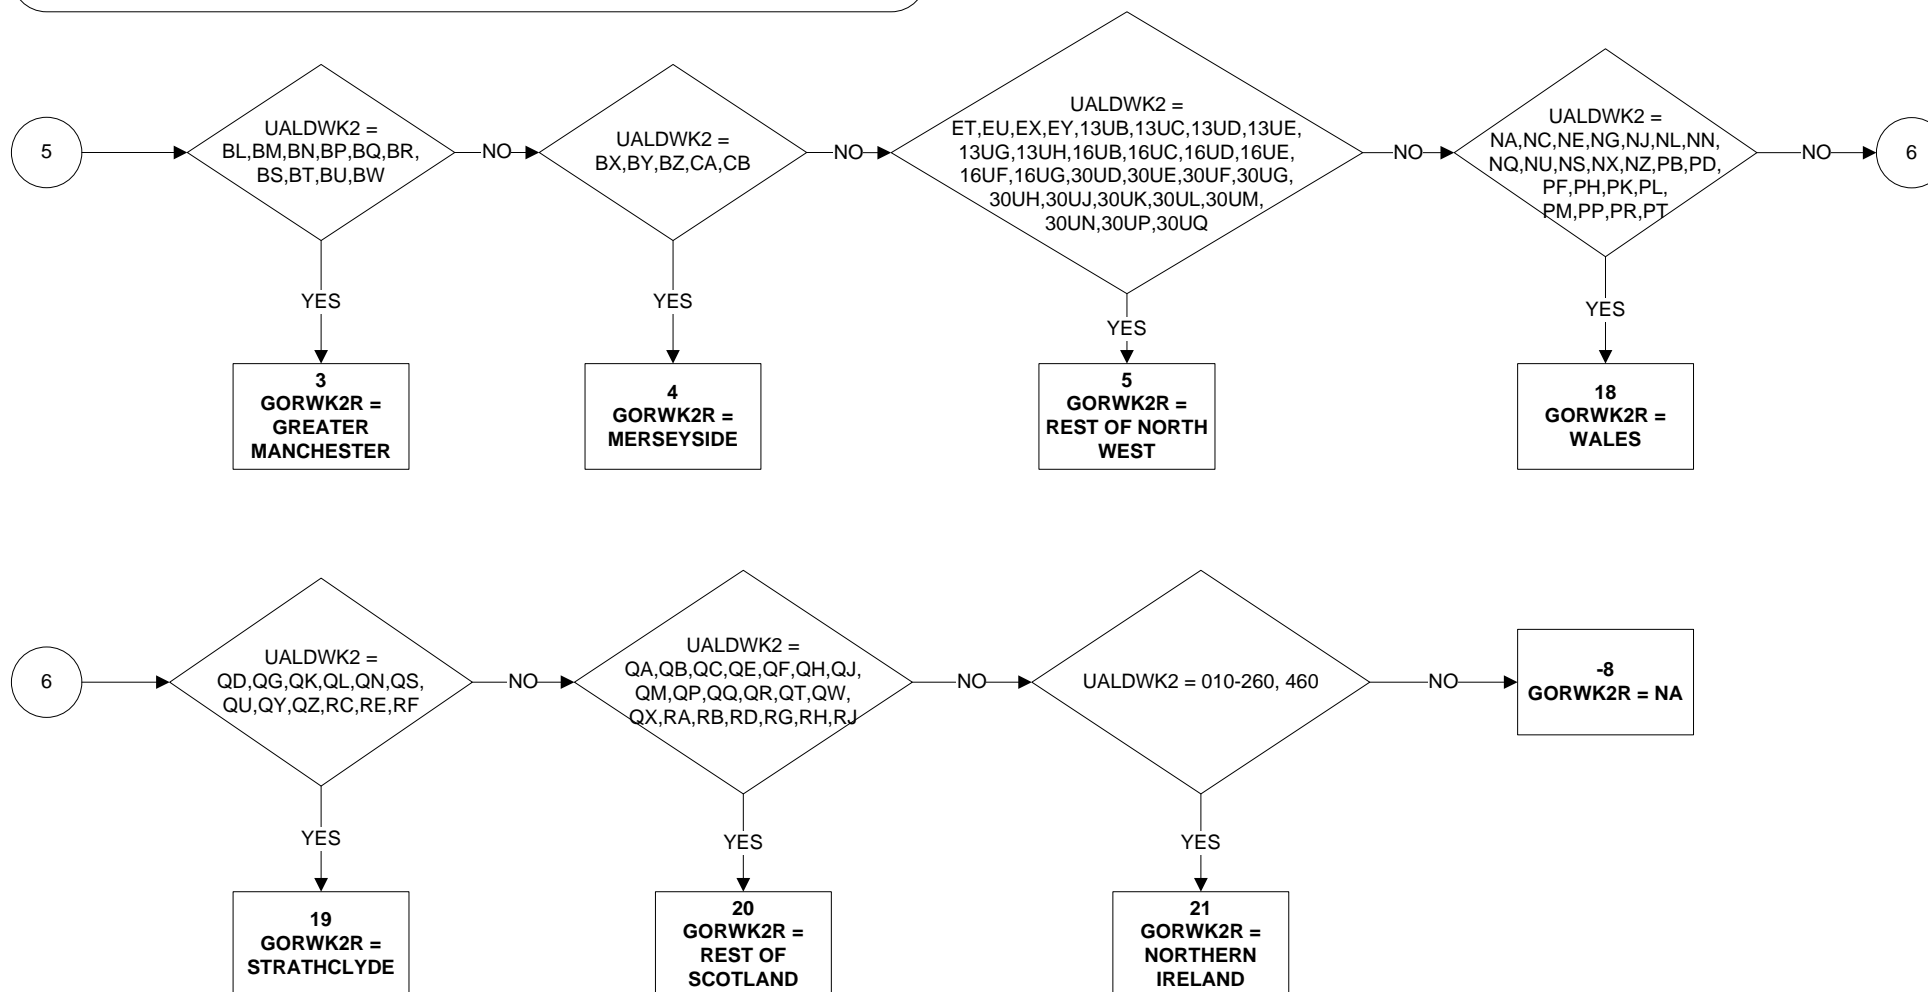 5
UALDWK2 =
BL,BM,BN,BP,BQ,BR,
BS,BT,BU,BW
NO
UALDWK2 =
BX,BY,BZ,CA,CB
NO
UALDWK2 =
ET,EU,EX,EY,13UB,13UC,13UD,13UE,
13UG,13UH,16UB,16UC,16UD,16UE,
16UF,16UG,30UD,30UE,30UF,30UG,
30UH,30UJ,30UK,30UL,30UM,
30UN,30UP,30UQ
NO
UALDWK2 =
NA,NC,NE,NG,NJ,NL,NN,
NQ,NU,NS,NX,NZ,PB,PD,
PF,PH,PK,PL,
PM,PP,PR,PT
NO
6
YES
YES
YES
YES
3
GORWK2R =
GREATER
MANCHESTER
4
GORWK2R =
MERSEYSIDE
5
GORWK2R =
REST OF NORTH
WEST
18
GORWK2R =
WALES
6
UALDWK2 =
QD,QG,QK,QL,QN,QS,
QU,QY,QZ,RC,RE,RF
NO
UALDWK2 =
QA,QB,QC,QE,QF,QH,QJ,
QM,QP,QQ,QR,QT,QW,
QX,RA,RB,RD,RG,RH,RJ
NO
UALDWK2 = 010-260, 460
NO
-8
GORWK2R = NA
YES
YES
YES
19
GORWK2R =
STRATHCLYDE
20
GORWK2R =
REST OF
SCOTLAND
21
GORWK2R =
NORTHERN
IRELAND